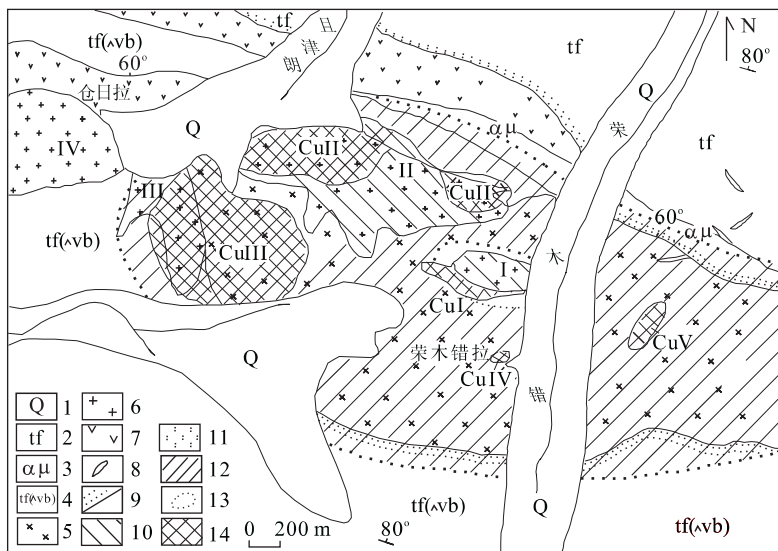 tf(^vb)
60°
仓日拉
且
津
朗
tf
N
80°
Q
荣
IV
Q
αμ
tf
CuII
II
CuII
III
60°
αμ
tf(^vb)
CuIII
木
I
CuI
CuV
荣木错拉
CuIV
Q
错
Q 1
6
tf 2
7
11
αμ 3
8
12
tf(^vb) 4
9
13
5
10
14
0 200 m
80°
tf(^vb)
Q
tf(^vb)
tf